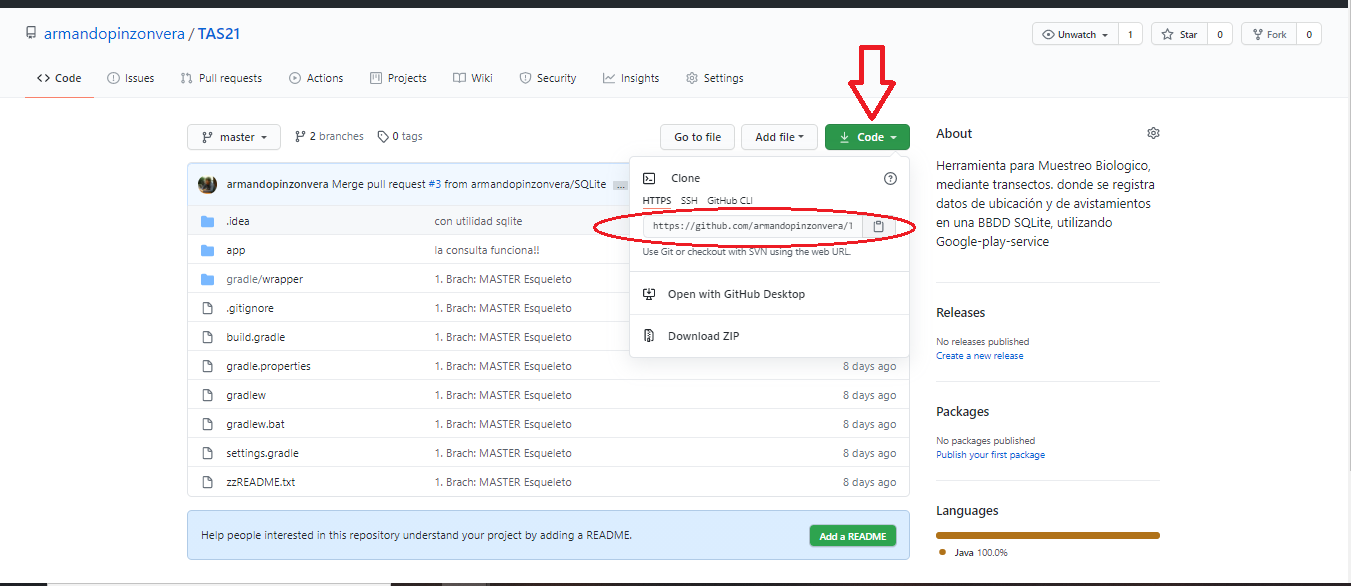 armandopinzonvera / TAS21
Unwatch 1 Star 0 Fork 0
Code Issues Pull requests Actions Projects Wiki Security Insights Settings
master 2 branches 0 tags Go to file Add file Code
armandopinzonvera Merge pull request #3 from armandopinzonvera/SQLite ...
.idea con utilidad sqlite
app la consulta funciona!!
gradle/wrapper 1. Brach: MASTER Esqueleto
.gitignore 1. Brach: MASTER Esqueleto
build.gradle 1. Brach: MASTER Esqueleto
gradle.properties 1. Brach: MASTER Esqueleto 8 days ago
gradlew 1. Brach: MASTER Esqueleto 8 days ago
gradlew.bat 1. Brach: MASTER Esqueleto 8 days ago
settings.gradle 1. Brach: MASTER Esqueleto 8 days ago
zzREADME.txt 1. Brach: MASTER Esqueleto 8 days ago
Help people interested in this repository understand your project by adding a README. Add a README
Clone
HTTPS SSH GitHub CLI
https://github.com/armandopinzonvera/
Use Git or checkout with SVN using the web URL.
Open with GitHub Desktop
Download ZIP
About
Herramienta para Muestreo Biologico,
mediante transectos. donde se registra
datos de ubicación y de avistamientos
en una BBDD SQLite, utilizando
Google-play-service
Releases
No releases published
Create a new release
Packages
No packages published
Publish your first package
Languages
Java 100.0%